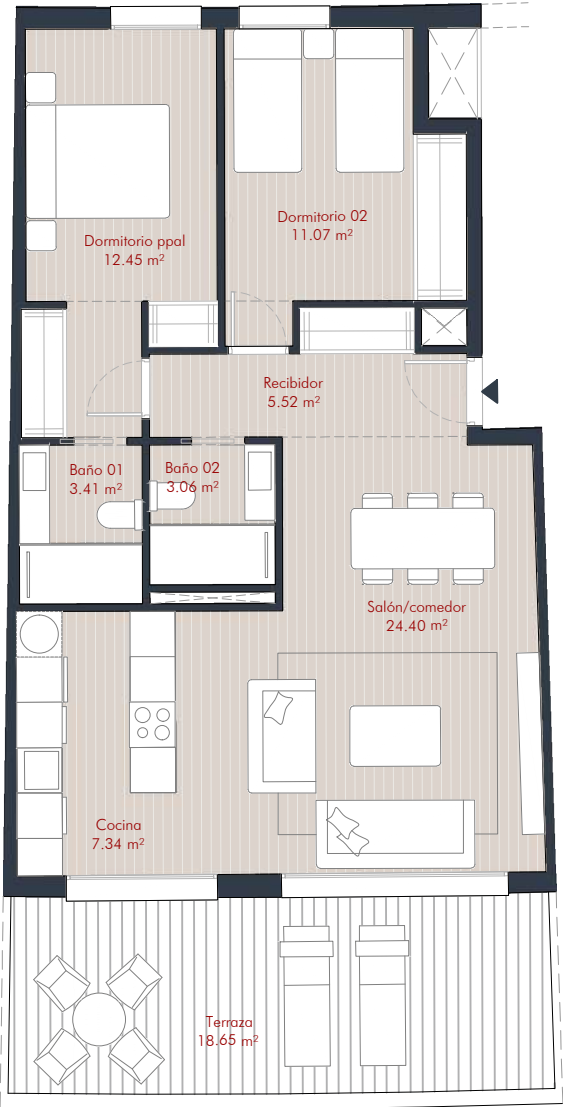 Dormitorio 02
11.07 m²
Dormitorio ppal
12.45 m²
Recibidor
5.52 m²
Baño 01
3.41 m²
Baño 02
3.06 m²
Salón/comedor
24.40 m²
Cocina
7.34 m²
Terraza
18.65 m²